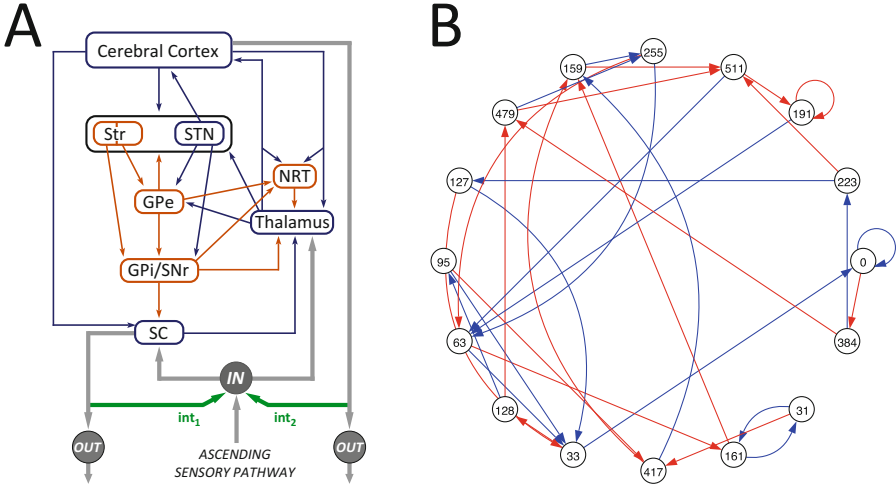 A
Cerebral Cortex
Str
STN
NRT
GPe
Thalamus
GPi/SNr
SC
IN
int1
int2
OUT
OUT
ASCENDING
SENSORY PATHWAY
B
255
159
511
191
479
127
223
95
0
63
384
128
31
33
161
417